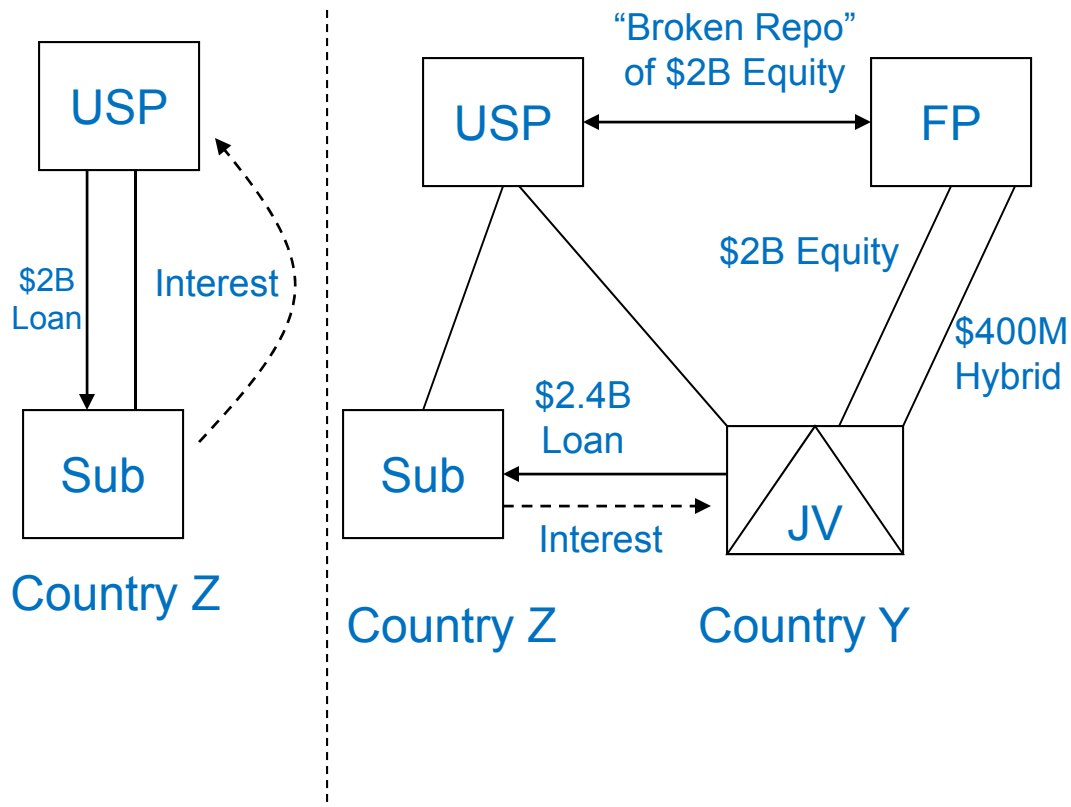 USP
$2B
Loan
Interest
Sub
Country Z
“Broken Repo”
of $2B Equity
USP
FP
$2B Equity
$400M
Hybrid
$2.4B
Loan
Sub
Interest
JV
Country Z
Country Y